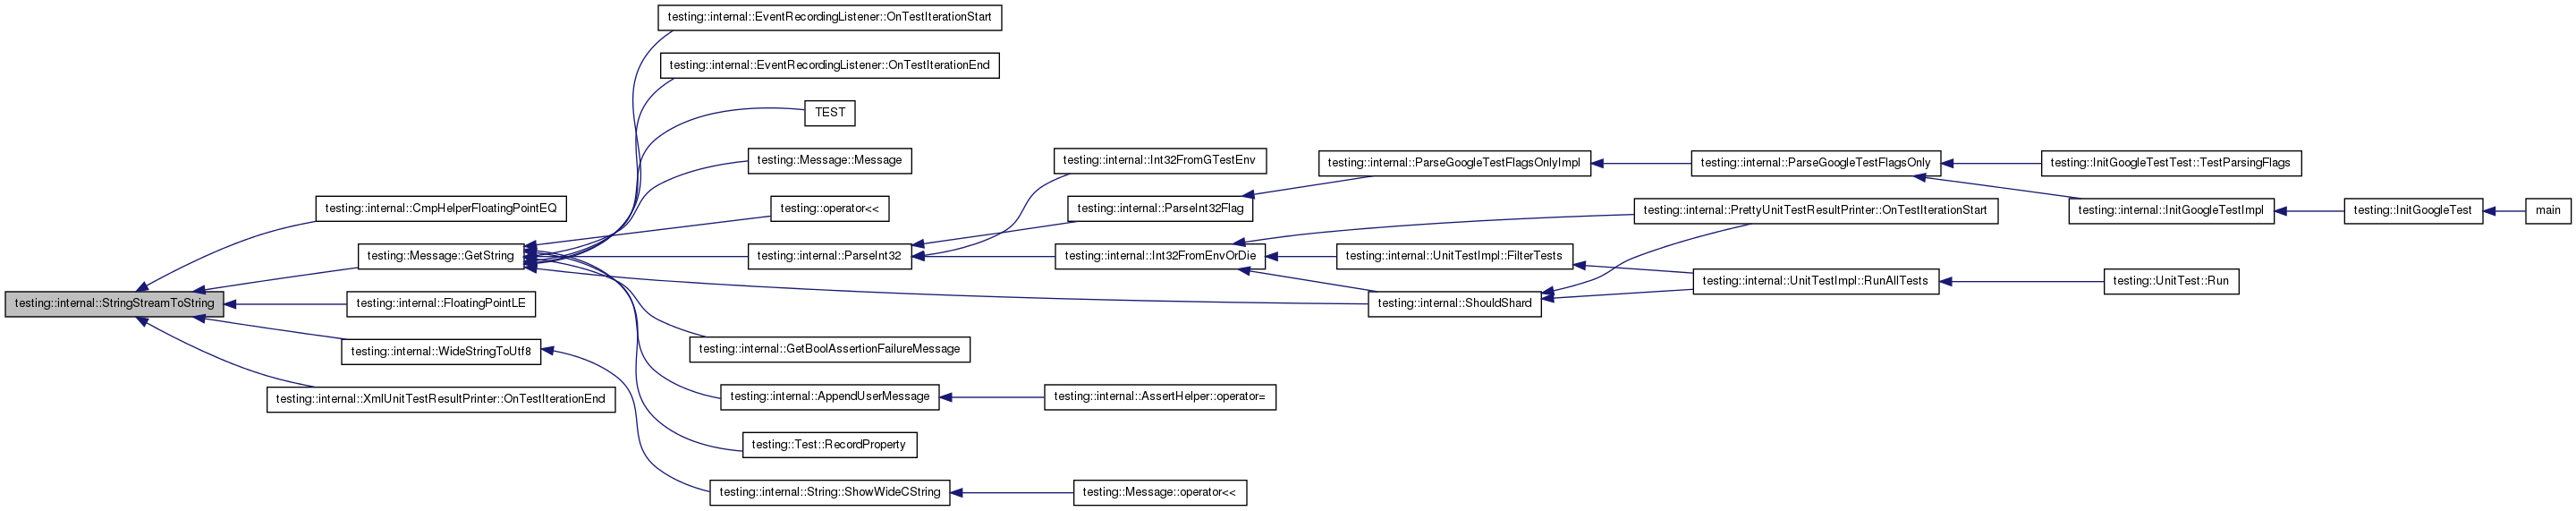 testing::internal::EventRecordingListener::OnTestIterationStart
testing::internal::EventRecordingListener::OnTestIterationEnd
TEST
testing::Message::Message
testing::internal::Int32FromGTestEnv
testing::internal::ParseGoogleTestFlagsOnlyImpl
testing::internal::ParseGoogleTestFlagsOnly
testing::InitGoogleTestTest::TestParsingFlags
testing::internal::CmpHelperFloatingPointEQ
testing::operator<<
testing::internal::ParseInt32Flag
testing::internal::PrettyUnitTestResultPrinter::OnTestIterationStart
testing::internal::InitGoogleTestImpl
testing::InitGoogleTest
main
testing::Message::GetString
testing::internal::ParseInt32
testing::internal::Int32FromEnvOrDie
testing::internal::UnitTestImpl::FilterTests
testing::internal::UnitTestImpl::RunAllTests
testing::UnitTest::Run
testing::internal::StringStreamToString
testing::internal::FloatingPointLE
testing::internal::ShouldShard
testing::internal::WideStringToUtf8
testing::internal::GetBoolAssertionFailureMessage
testing::internal::XmlUnitTestResultPrinter::OnTestIterationEnd
testing::internal::AppendUserMessage
testing::internal::AssertHelper::operator=
testing::Test::RecordProperty
testing::internal::String::ShowWideCString
testing::Message::operator<<